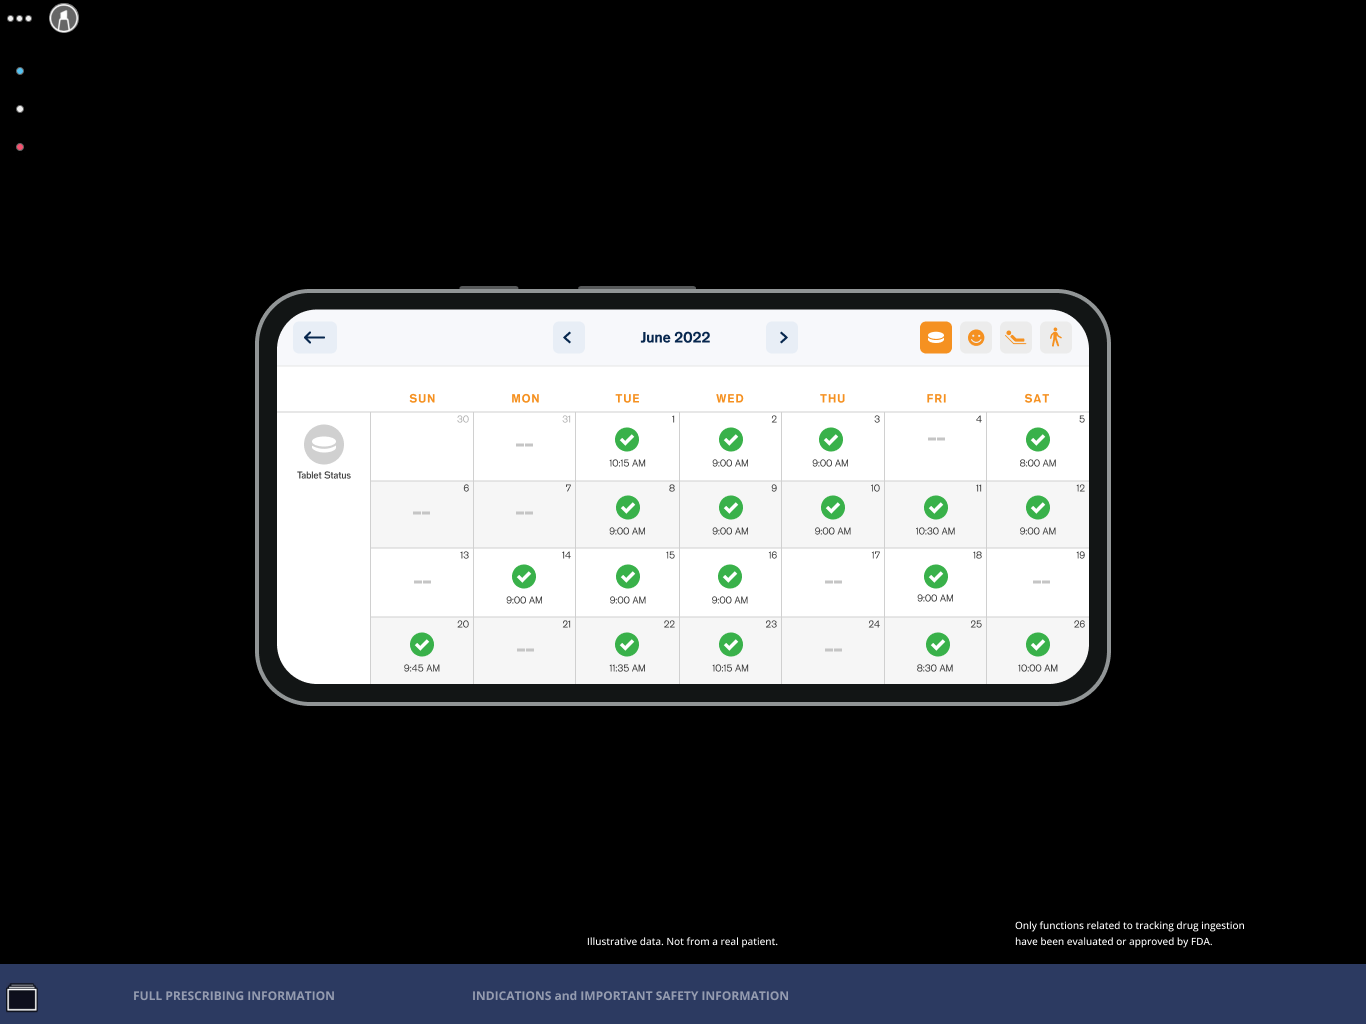 June 2022
SUN MON TUE WED THU FRI SAT
30 31 1 2 3 4 5
-- --
Tablet Status
10:15 AM 9:00 AM 9:00 AM 8:00 AM
6 7 8 9 10 11 12
-- --
9:00 AM 9:00 AM 9:00 AM 10:30 AM 9:00 AM
13 14 15 16 17 18 19
-- -- --
9:00 AM 9:00 AM 9:00 AM 9:00 AM
20 21 22 23 24 25 26
-- --
9:45 AM 11:35 AM 10:15 AM 8:30 AM 10:00 AM
Only functions related to tracking drug ingestion
have been evaluated or approved by FDA.
Illustrative data. Not from a real patient.
FULL PRESCRIBING INFORMATION
INDICATIONS and IMPORTANT SAFETY INFORMATION